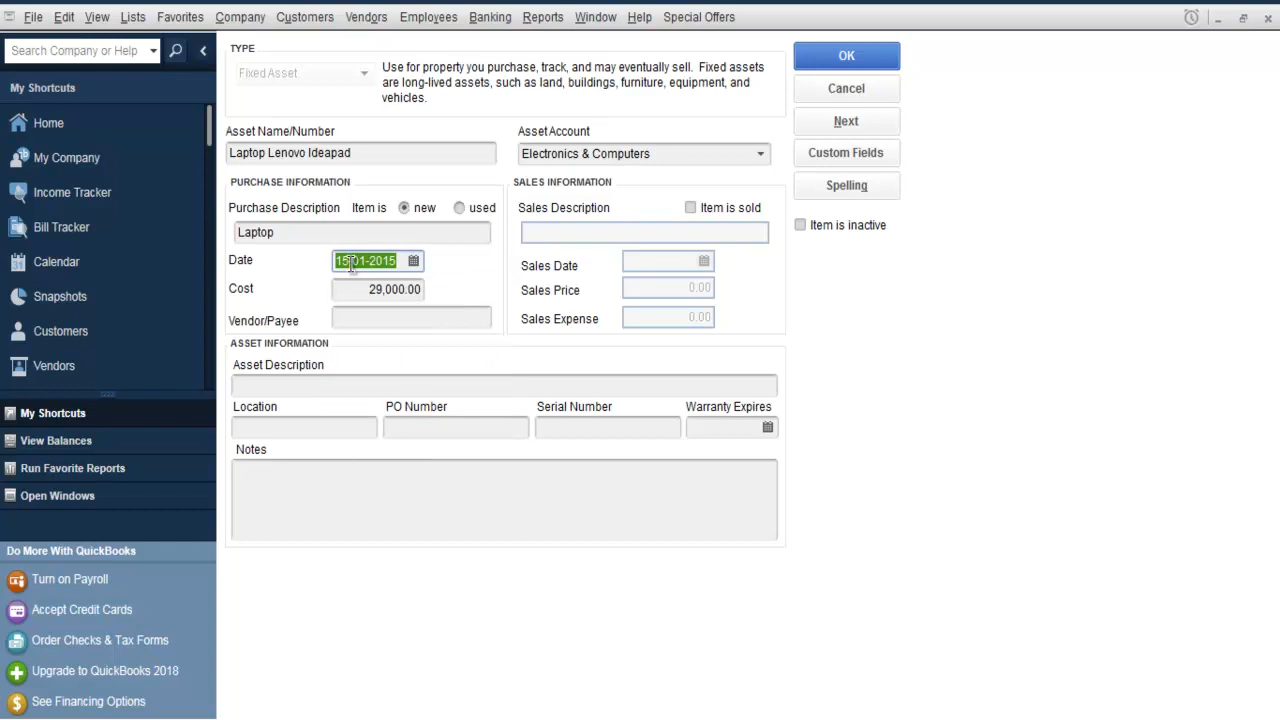 File Edit View Lists Favorites Company Customers Vendors Employees Banking Reports Window Help Special Offers
Search Company or Help
My Shortcuts
Home
My Company
Income Tracker
Bill Tracker
Calendar
Snapshots
Customers
Vendors
My Shortcuts
View Balances
Run Favorite Reports
Open Windows
Do More With QuickBooks
Turn on Payroll
Accept Credit Cards
Order Checks & Tax Forms
Upgrade to QuickBooks 2018
See Financing Options
TYPE
Fixed Asset
Use for property you purchase, track, and may eventually sell. Fixed assets
are long-lived assets, such as land, buildings, furniture, equipment, and
vehicles.
Asset Name/Number
Laptop Lenovo Ideapad
Asset Account
Electronics & Computers
PURCHASE INFORMATION
Purchase Description Item is new used
Laptop
Date 15-01-2015
Cost 29,000.00
Vendor/Payee
SALES INFORMATION
Sales Description Item is sold
Sales Date
Sales Price 0.00
Sales Expense 0.00
ASSET INFORMATION
Asset Description
Location PO Number Serial Number Warranty Expires
Notes
OK
Cancel
Next
Custom Fields
Spelling
Item is inactive